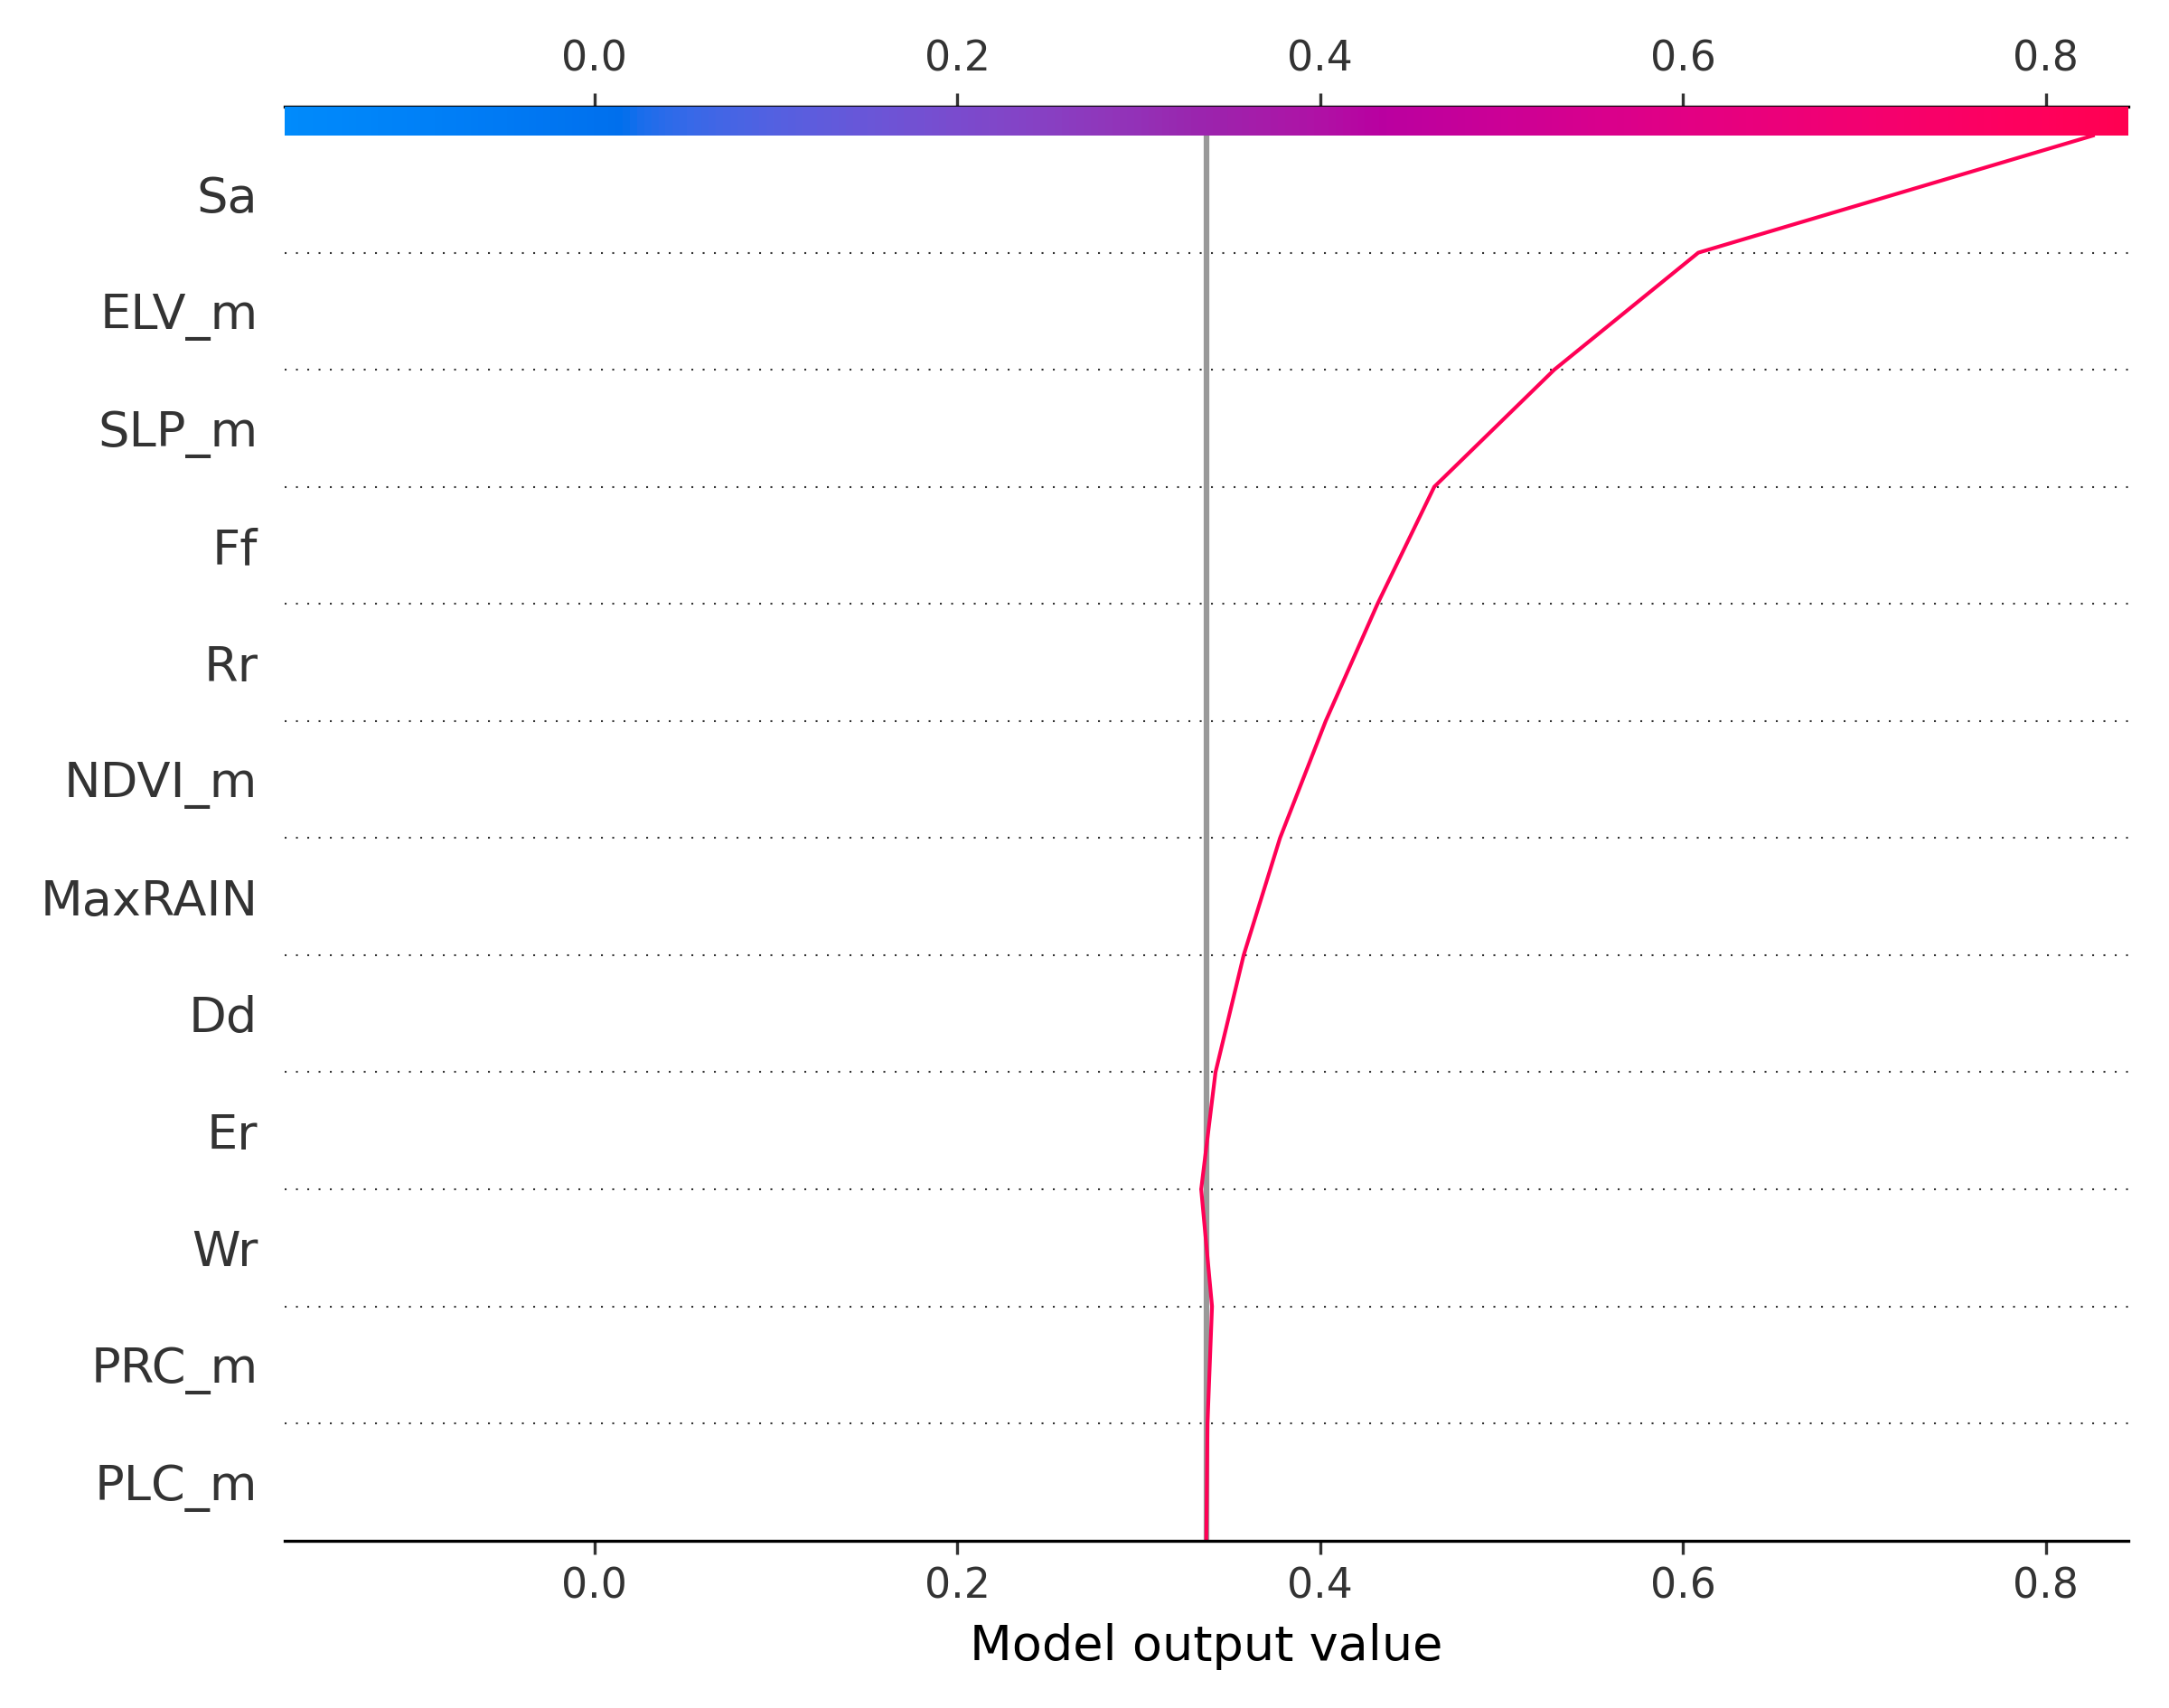 0.0 0.2 0.4 0.6 0.8
Sa
ELV_m
SLP_m
Ff
Rr
NDVI_m
MaxRAIN
Dd
Er
Wr
PRC_m
PLC_m
0.0 0.2 0.4 0.6 0.8
Model output value